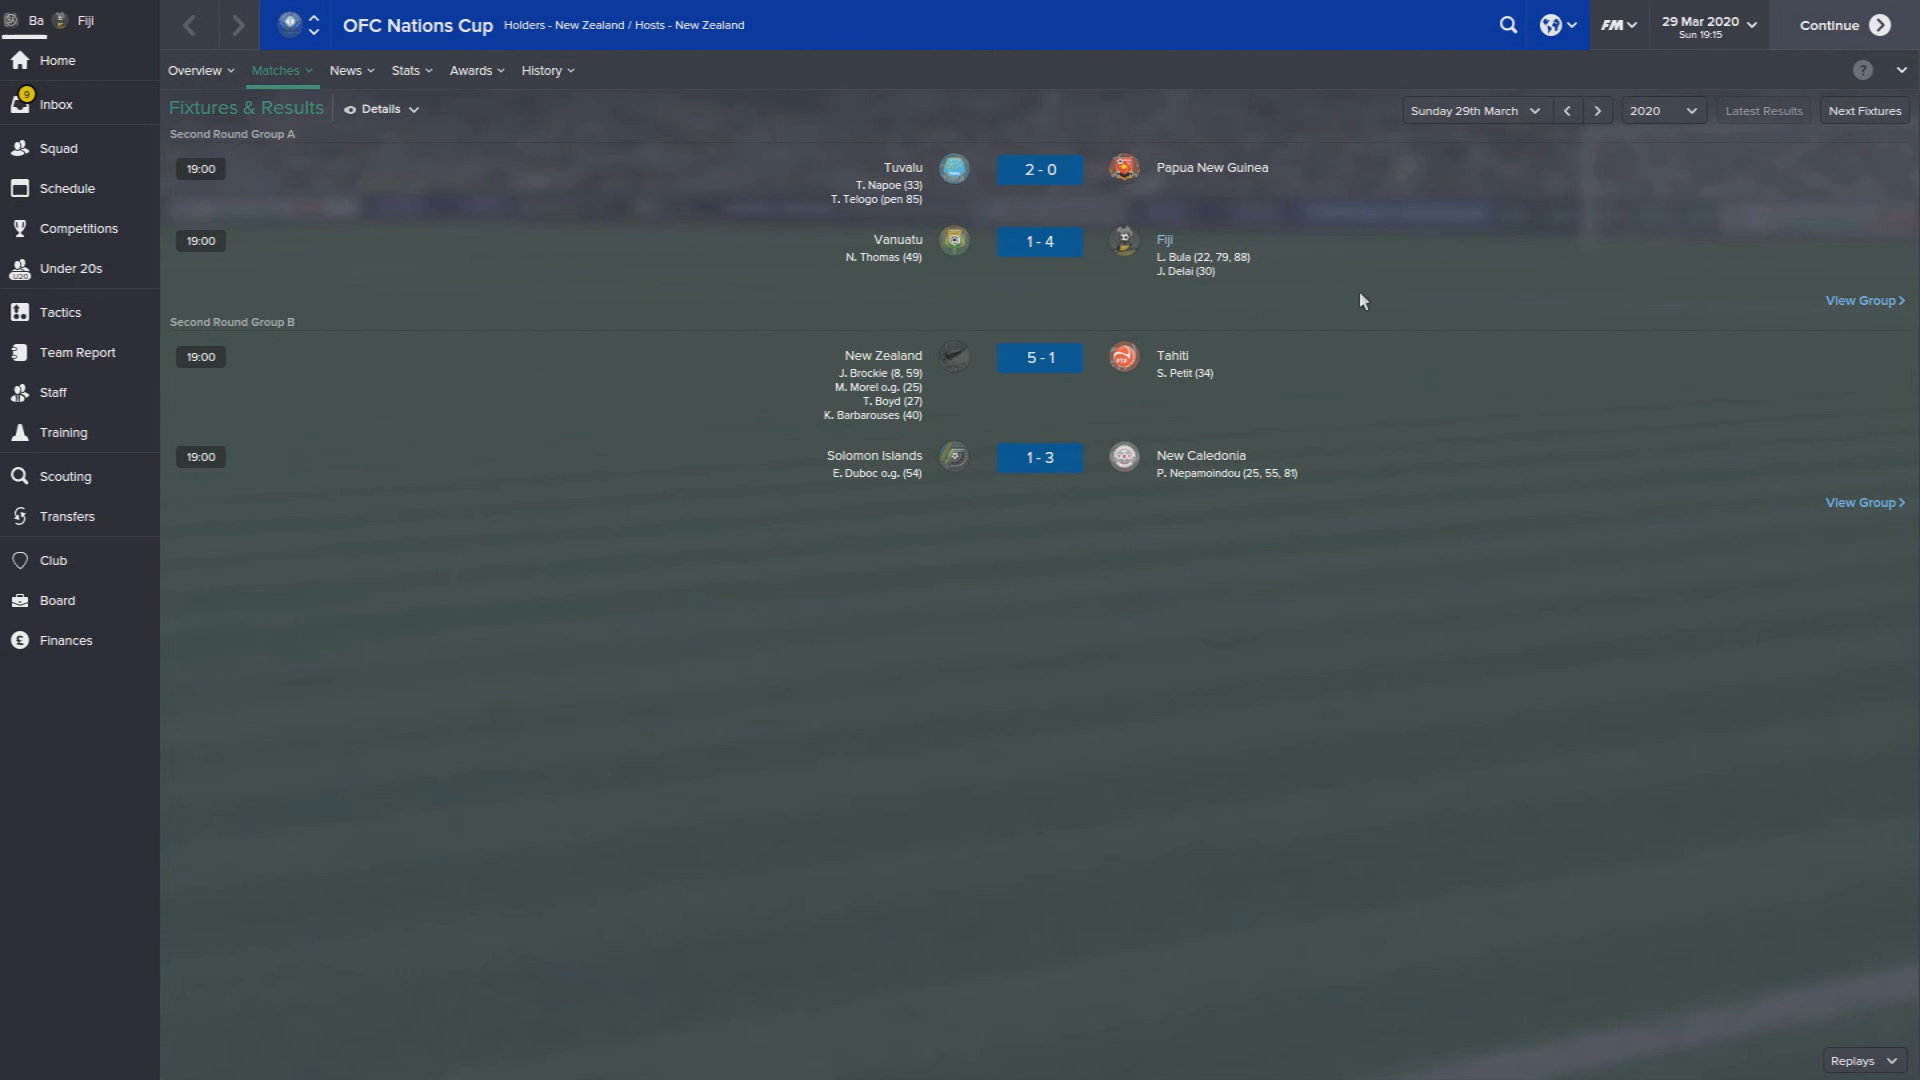 Ba Fiji
OFC Nations Cup Holders - New Zealand / Hosts - New Zealand
FM
29 Mar 2020
Sun 19:15
Continue
Home
9
Inbox
Squad
Schedule
Competitions
U20
Under 20s
Tactics
Team Report
Staff
Training
Scouting
Transfers
Club
Board
£
Finances
Overview Matches News Stats Awards History
?
Fixtures & Results Details
Sunday 29th March 2020 Latest Results Next Fixtures
Second Round Group A
19:00 Tuvalu 2 - 0 Papua New Guinea
T. Napoe (33)
T. Telogo (pen 85)
19:00 Vanuatu 1 - 4 Fiji
N. Thomas (49) L. Bula (22, 79, 88)
J. Delai (30)
View Group
Second Round Group B
19:00 New Zealand 5 - 1 Tahiti
J. Brockie (8, 59) S. Petit (34)
M. Morel o.g. (25)
T. Boyd (27)
K. Barbarouses (40)
19:00 Solomon Islands 1 - 3 New Caledonia
E. Duboc o.g. (54) P. Nepamoindou (25, 55, 81)
View Group
Replays